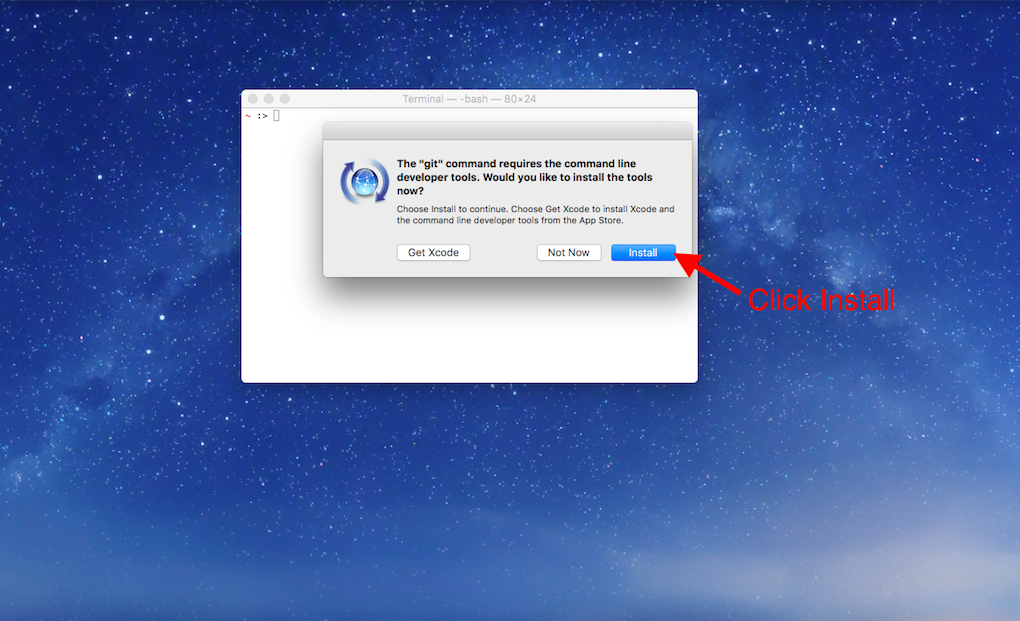 Terminal — -bash — 80×24
~ :>
The "git" command requires the command line
developer tools. Would you like to install the tools
now?
Choose Install to continue. Choose Get Xcode to install Xcode and
the command line developer tools from the App Store.
Get Xcode
Not Now
Install
Click Install